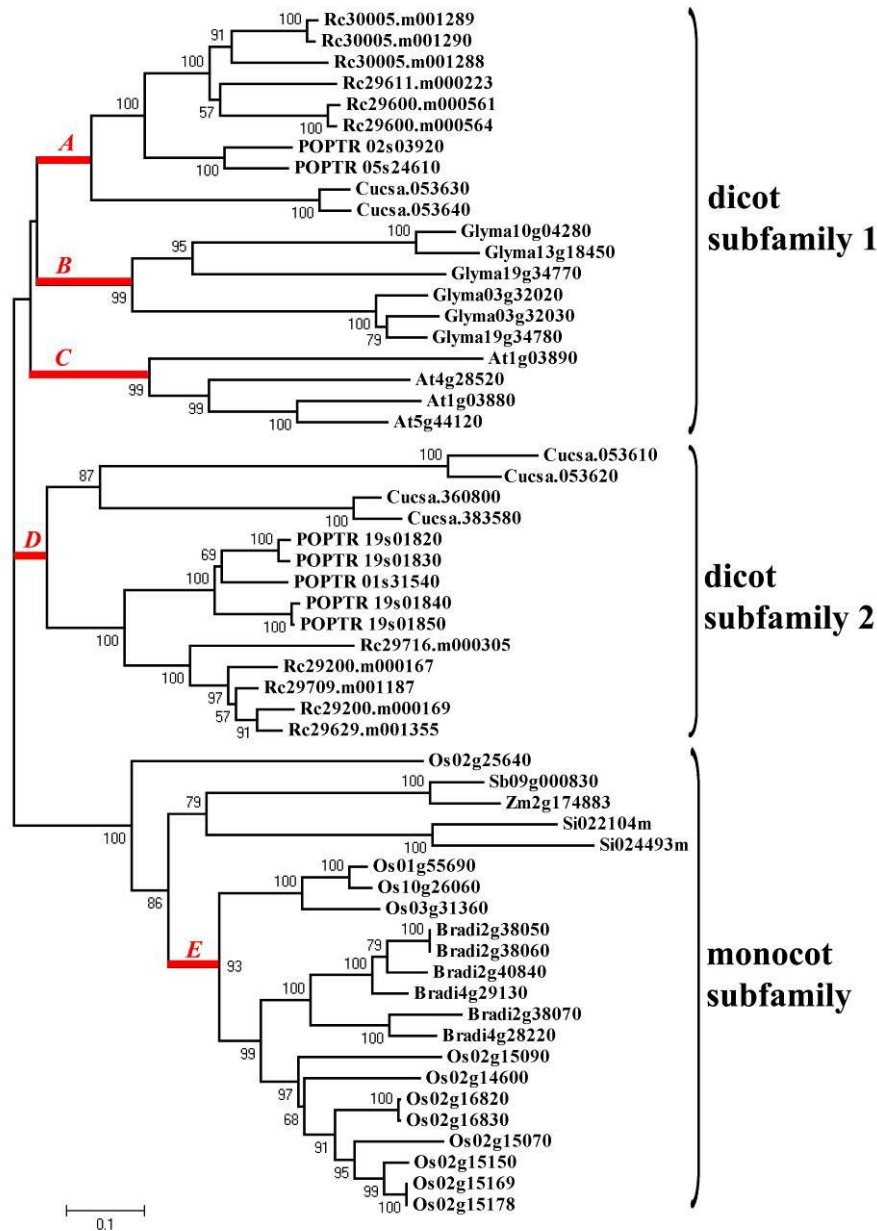 100 Rc30005.m001289
91 Rc30005.m001290
100 Rc30005.m001288
Rc29611.m000223
100 57 Rc29600.m000561
100 Rc29600.m000564
A POPTR 02s03920
100 POPTR 05s24610
Cucsa.053630
100 Cucsa.053640
dicot
subfamily 1
100 Glyma10g04280
95 Glyma13g18450
B Glyma19g34770
99 Glyma03g32020
100 Glyma03g32030
79 Glyma19g34780
C At1g03890
99 At4g28520
99 At1g03880
100 At5g44120
100 Cucsa.053610
87 Cucsa.053620
Cucsa.360800
100 Cucsa.383580
D POPTR 19s01820
69 POPTR 19s01830
100 POPTR 01s31540
POPTR 19s01840
100 POPTR 19s01850
dicot
subfamily 2
100 Rc29716.m000305
100 Rc29200.m000167
97 Rc29709.m001187
57 Rc29200.m000169
91 Rc29629.m001355
Os02g25640
100 Sb09g000830
79 Zm2g174883
100 Si022104m
100 Si024493m
86 100 Os01g55690
100 Os10g26060
Os03g31360
E 93
100 Bradi2g38050
79 Bradi2g38060
100 Bradi2g40840
100 Bradi4g29130
Bradi2g38070
100 Bradi4g28220
monocot
subfamily
99 Os02g15090
97 Os02g14600
68 100 Os02g16820
Os02g16830
91 Os02g15070
95 Os02g15150
99 Os02g15169
100 Os02g15178
0.1